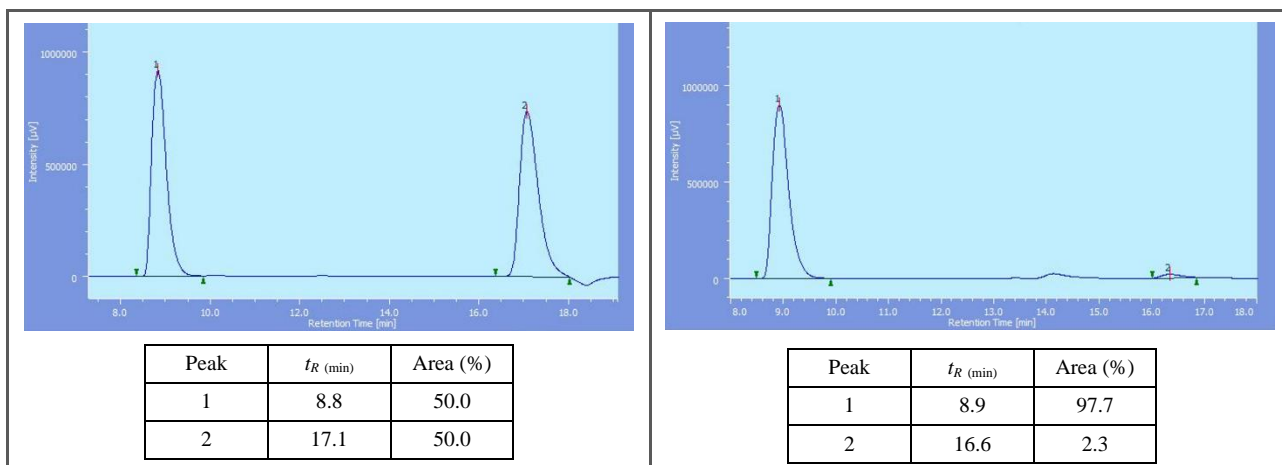 1000000
500000
0
Intensity [µV]
1
2
8.0 10.0 12.0 14.0 16.0 18.0
Retention Time [min]
Peak tR (min) Area (%)
1 8.8 50.0
2 17.1 50.0
1000000
500000
0
Intensity [µV]
1
2
8.0 9.0 10.0 11.0 12.0 13.0 14.0 15.0 16.0 17.0 18.0
Retention Time [min]
Peak tR (min) Area (%)
1 8.9 97.7
2 16.6 2.3